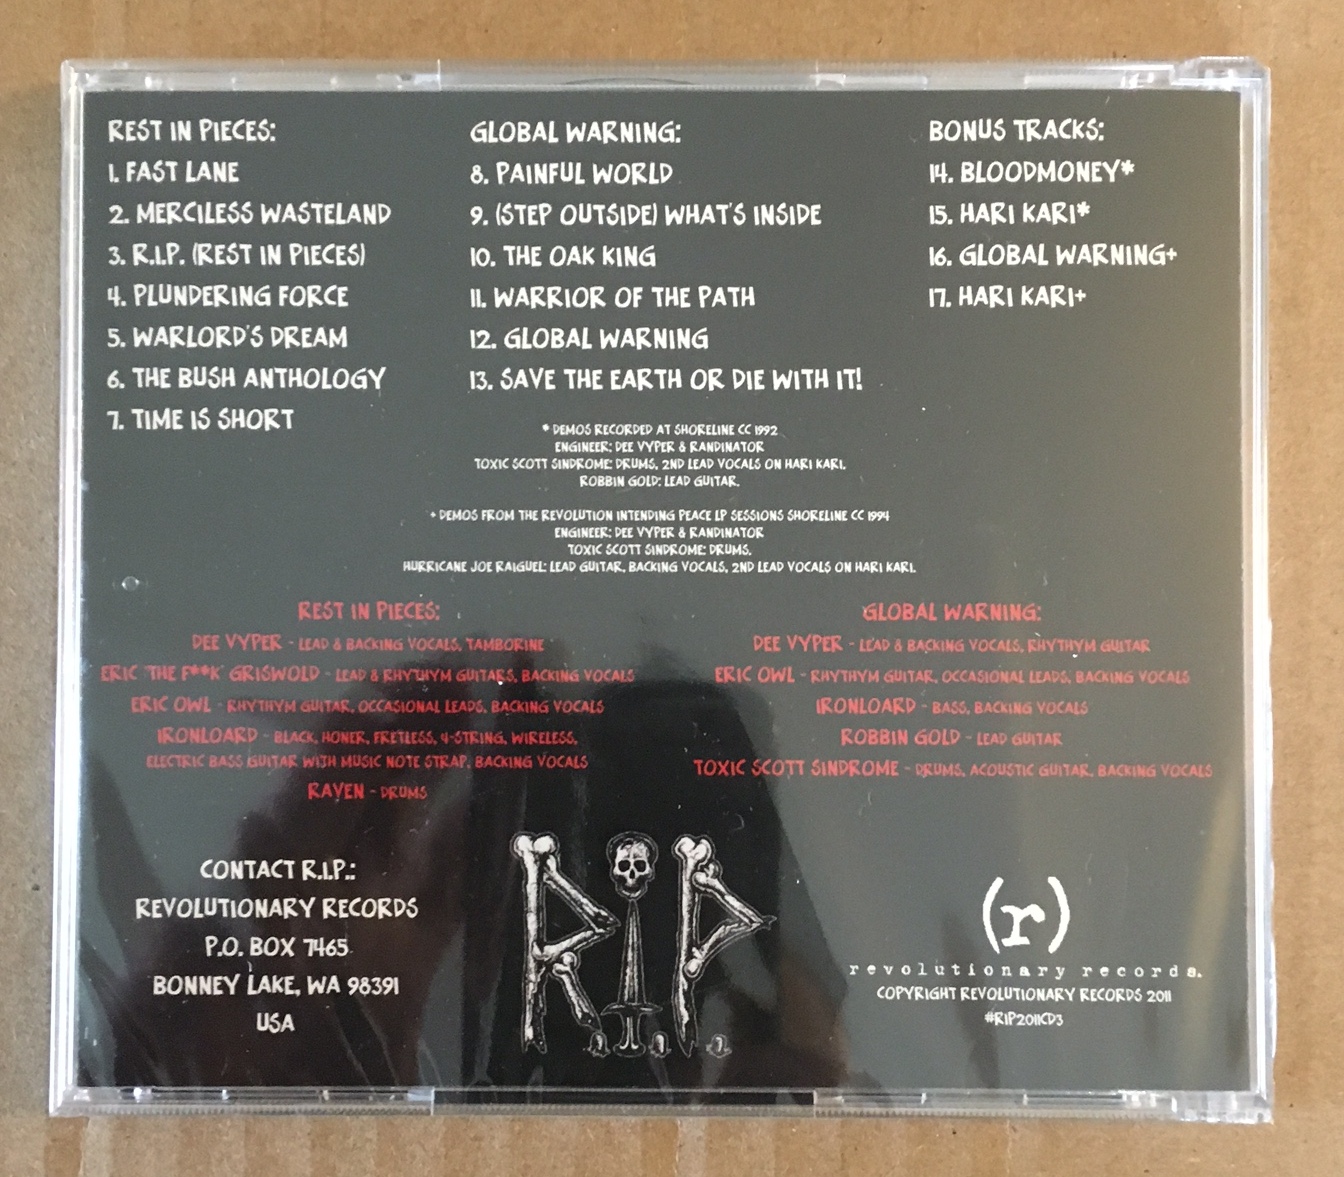 REST IN PIECES:
1. FAST LANE
2. MERCILESS WASTELAND
3. R.I.P. (REST IN PIECES)
4. PLUNDERING FORCE
5. WARLORD'S DREAM
6. THE BUSH ANTHOLOGY
7. TIME IS SHORT
GLOBAL WARNING:
8. PAINFUL WORLD
9. (STEP OUTSIDE) WHAT'S INSIDE
10. THE OAK KING
11. WARRIOR OF THE PATH
12. GLOBAL WARNING
13. SAVE THE EARTH OR DIE WITH IT!
BONUS TRACKS:
14. BLOODMONEY*
15. HARI KARI*
16. GLOBAL WARNING+
17. HARI KARI+
* DEMOS RECORDED AT SHORELINE CC 1992
ENGINEER: DEE VYPER & RANDINATOR
TOXIC SCOTT SINDROME: DRUMS, 2ND LEAD VOCALS ON HARI KARI.
ROBBIN GOLD: LEAD GUITAR.
+ DEMOS FROM THE REVOLUTION INTENDING PEACE LP SESSIONS SHORELINE CC 1994
ENGINEER: DEE VYPER & RANDINATOR
TOXIC SCOTT SINDROME: DRUMS.
HURRICANE JOE RAIGUEL: LEAD GUITAR, BACKING VOCALS, 2ND LEAD VOCALS ON HARI KARI.
REST IN PIECES:
DEE VYPER - LEAD & BACKING VOCALS, TAMBORINE
ERIC 'THE F**K' GRISWOLD - LEAD & RHYTHYM GUITARS, BACKING VOCALS
ERIC OWL - RHYTHYM GUITAR, OCCASIONAL LEADS, BACKING VOCALS
IRONLOARD - BLACK, HONER, FRETLESS, 4-STRING, WIRELESS,
ELECTRIC BASS GUITAR WITH MUSIC NOTE STRAP, BACKING VOCALS
RAVEN - DRUMS
GLOBAL WARNING:
DEE VYPER - LEAD & BACKING VOCALS, RHYTHYM GUITAR
ERIC OWL - RHYTHYM GUITAR, OCCASIONAL LEADS, BACKING VOCALS
IRONLOARD - BASS, BACKING VOCALS
ROBBIN GOLD - LEAD GUITAR
TOXIC SCOTT SINDROME - DRUMS, ACOUSTIC GUITAR, BACKING VOCALS
CONTACT R.I.P.:
REVOLUTIONARY RECORDS
P.O. BOX 7465
BONNEY LAKE, WA 98391
USA
R.I.P.
(r)
revolutionary records.
COPYRIGHT REVOLUTIONARY RECORDS 2011
#RIP2011CD3